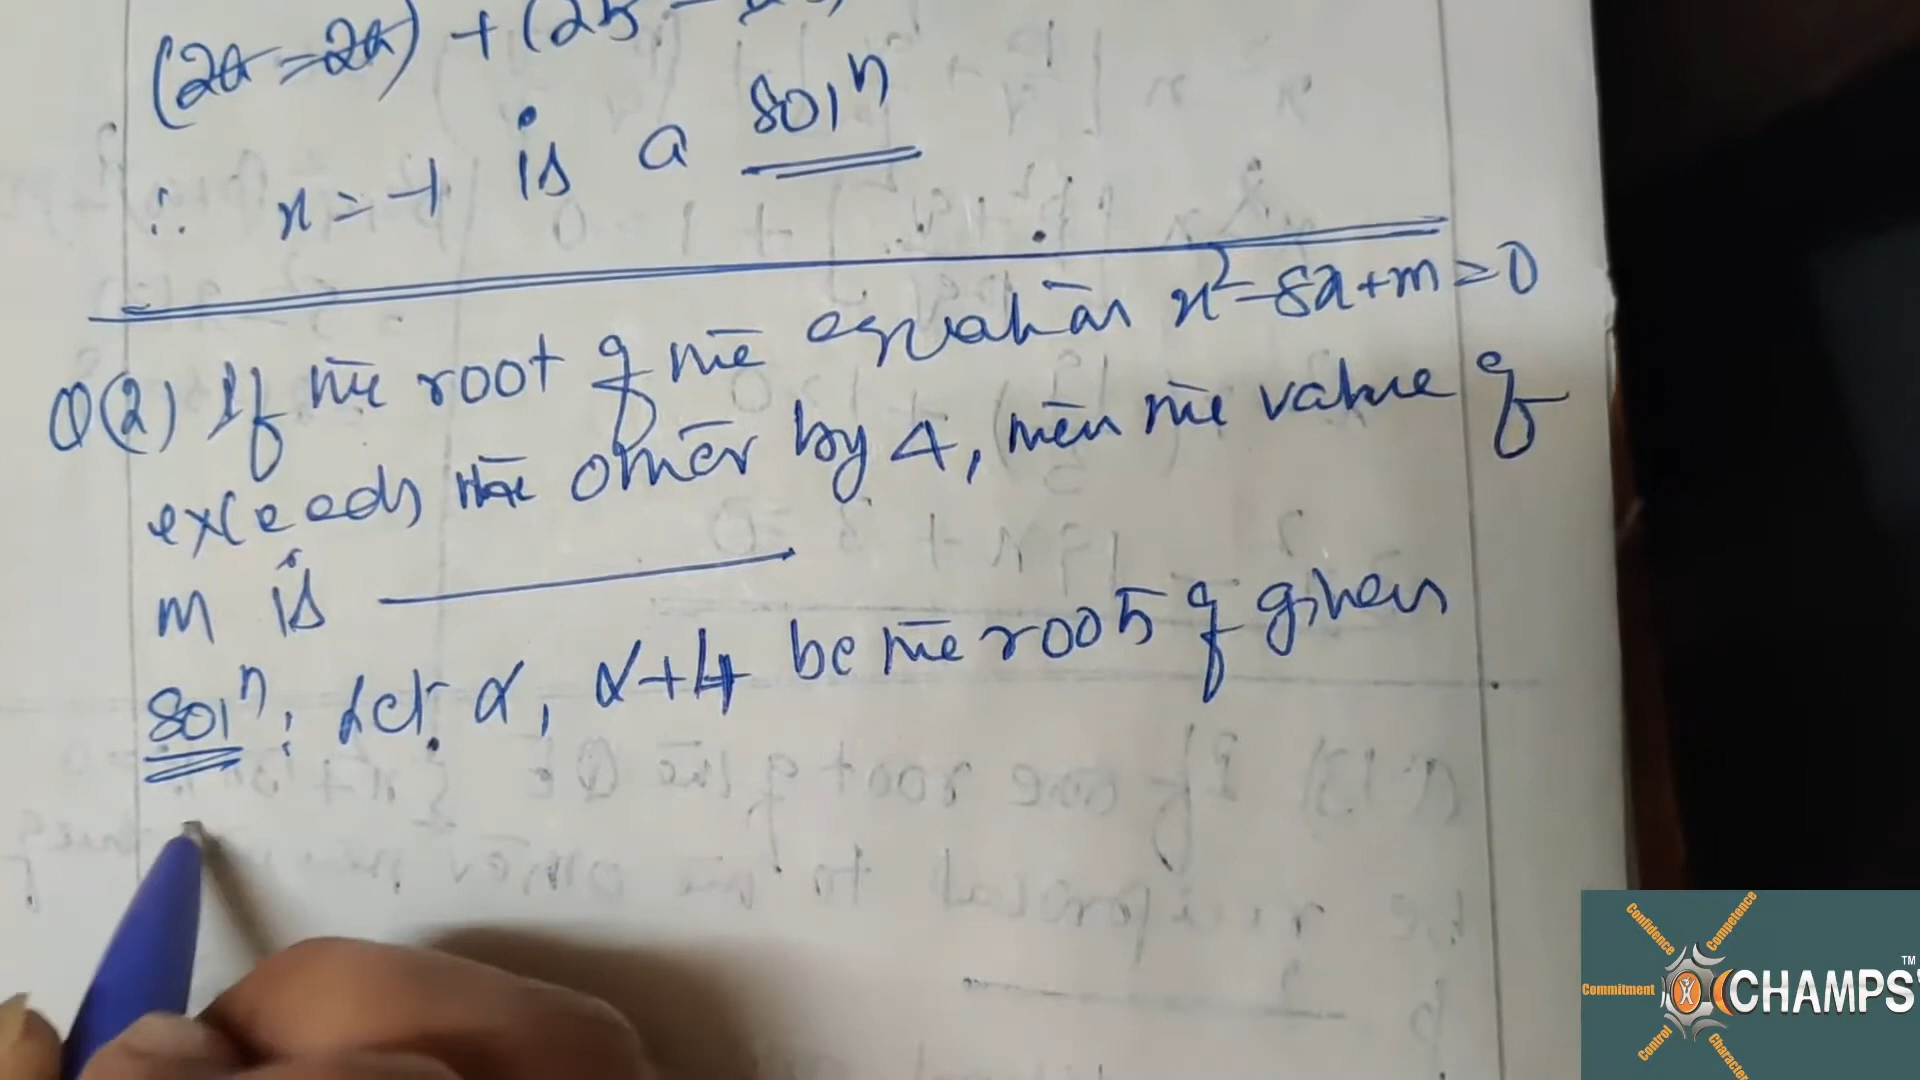 (2a-2a) + (2b-
∴ x = -1 is a solⁿ
Q(2) If the root of the equation x²-8x+m=0
exceeds the other by 4, then the value of
m is
solⁿ: Let α, α+4 be the roots of given
Confidence
Competence
Commitment
CHAMPS™
Control
Character